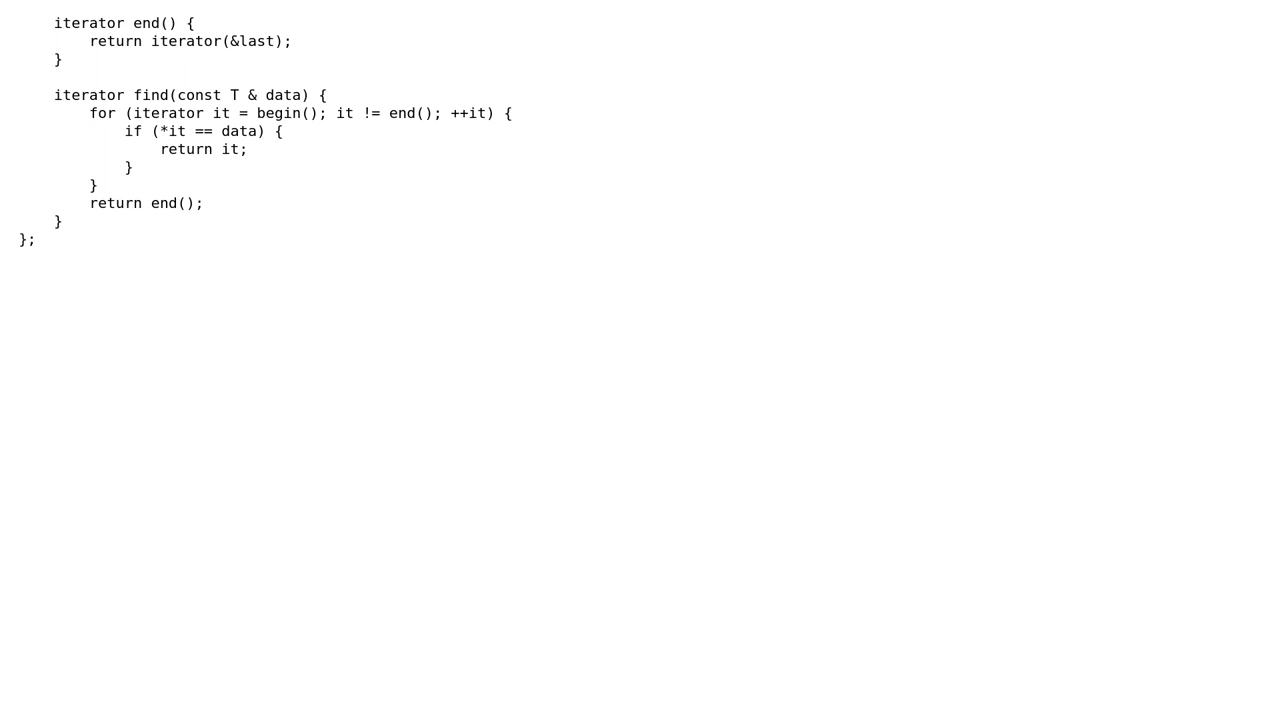 iterator end() {
        return iterator(&last);
    }

    iterator find(const T & data) {
        for (iterator it = begin(); it != end(); ++it) {
            if (*it == data) {
                return it;
            }
        }
        return end();
    }
};